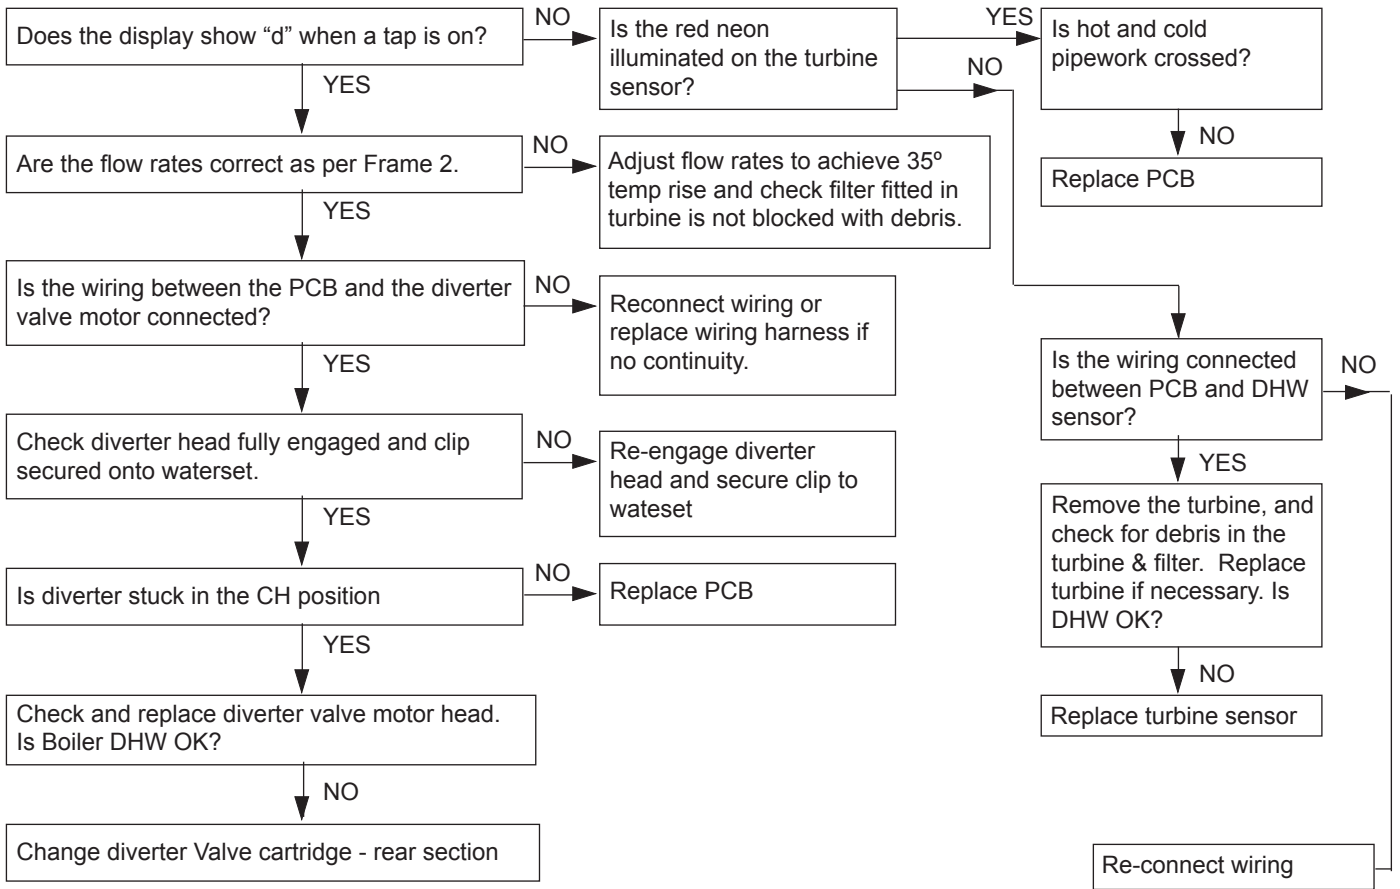 Does the display show “d” when a tap is on?
NO
Is the red neon
illuminated on the turbine
sensor?
YES
NO
Is hot and cold
pipework crossed?
NO
Replace PCB
YES
Are the flow rates correct as per Frame 2.
NO
Adjust flow rates to achieve 35º
temp rise and check filter fitted in
turbine is not blocked with debris.
YES
Is the wiring between the PCB and the diverter
valve motor connected?
NO
Reconnect wiring or
replace wiring harness if
no continuity.
YES
Check diverter head fully engaged and clip
secured onto waterset.
NO
Re-engage diverter
head and secure clip to
wateset
YES
Is diverter stuck in the CH position
NO
Replace PCB
YES
Check and replace diverter valve motor head.
Is Boiler DHW OK?
NO
Change diverter Valve cartridge - rear section
Is the wiring connected
between PCB and DHW
sensor?
NO
YES
Remove the turbine, and
check for debris in the
turbine & filter.  Replace
turbine if necessary. Is
DHW OK?
NO
Replace turbine sensor
Re-connect wiring